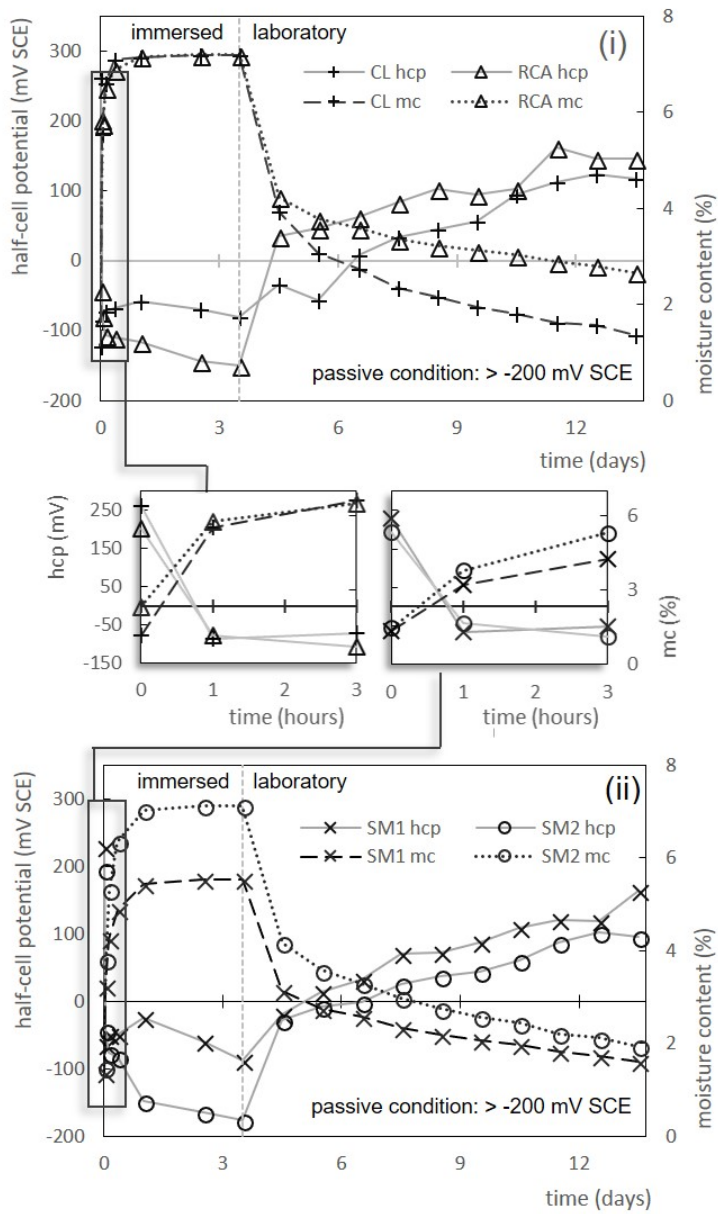 immersed laboratory (i)
CL hcp RCA hcp
CL mc RCA mc
half-cell potential (mV SCE)
moisture content (%)
300
200
100
0
-100
-200
8
6
4
2
0
passive condition: > -200 mV SCE
0 3 6 9 12
time (days)
hcp (mV)
250
150
50
-50
-150
0 1 2 3
time (hours)
6
3
0
mc (%)
0 1 2 3
time (hours)
immersed laboratory (ii)
SM1 hcp SM2 hcp
SM1 mc SM2 mc
half-cell potential (mV SCE)
moisture content (%)
300
200
100
0
-100
-200
8
6
4
2
0
passive condition: > -200 mV SCE
0 3 6 9 12
time (days)